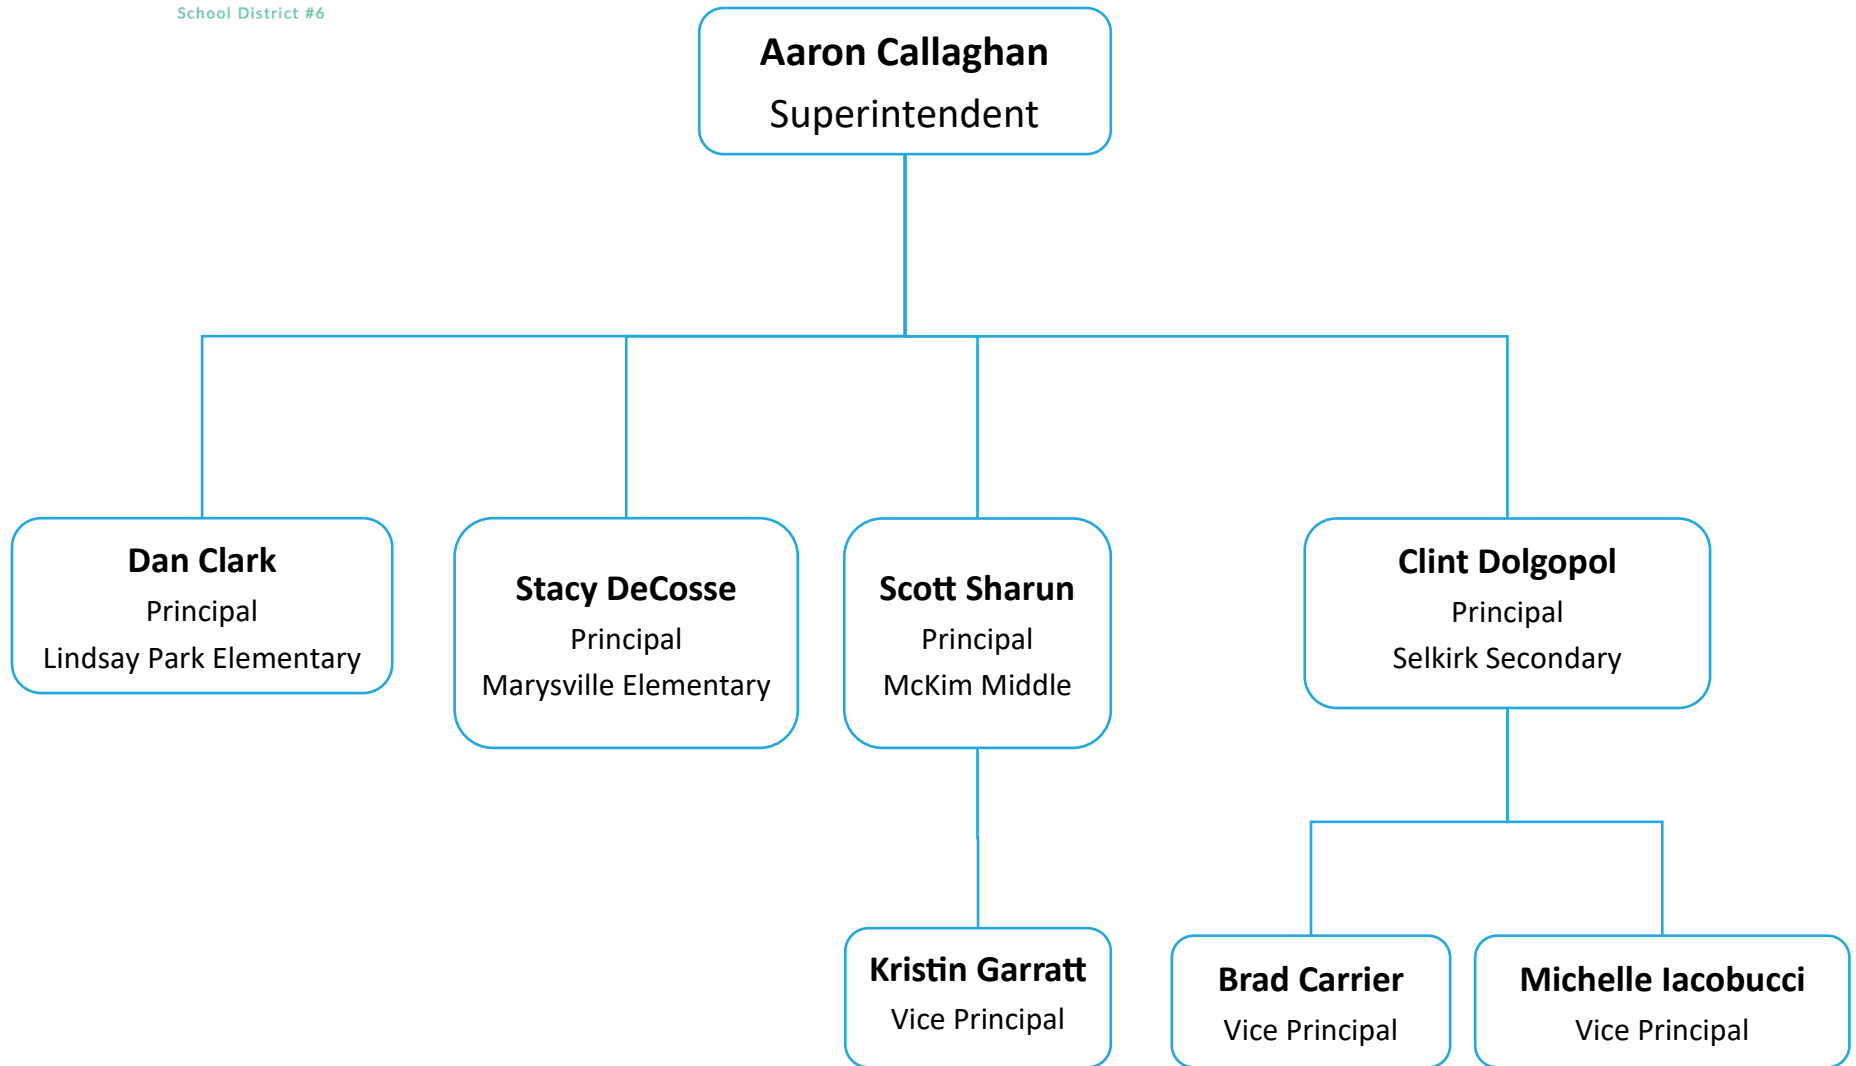 School District #6
Aaron Callaghan
Superintendent
Dan Clark
Principal
Lindsay Park Elementary
Stacy DeCosse
Principal
Marysville Elementary
Scott Sharun
Principal
McKim Middle
Clint Dolgopol
Principal
Selkirk Secondary
Kristin Garratt
Vice Principal
Brad Carrier
Vice Principal
Michelle Iacobucci
Vice Principal